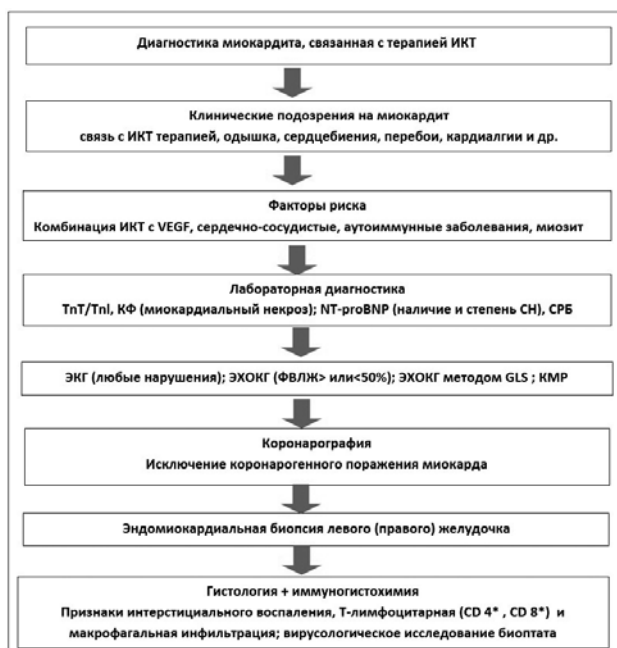 Диагностика миокардита, связанная с терапией ИКТ
Клинические подозрения на миокардит
связь с ИКТ терапией, одышка, сердцебиения, перебои, кардиалгии и др.
Факторы риска
Комбинация ИКТ с VEGF, сердечно-сосудистые, аутоиммунные заболевания, миозит
Лабораторная диагностика
TnT/TnI, КФ (миокардиальный некроз); NT-proBNP (наличие и степень СН), СРБ
ЭКГ (любые нарушения); ЭХОКГ (ФВЛЖ> или<50%); ЭХОКГ методом GLS ; КМР
Коронарография
Исключение коронарогенного поражения миокарда
Эндомиокардиальная биопсия левого (правого) желудочка
Гистология + иммуногистохимия
Признаки интерстициального воспаления, Т-лимфоцитарная (CD 4* , CD 8*) и
макрофагальная инфильтрация; вирусологическое исследование биоптата